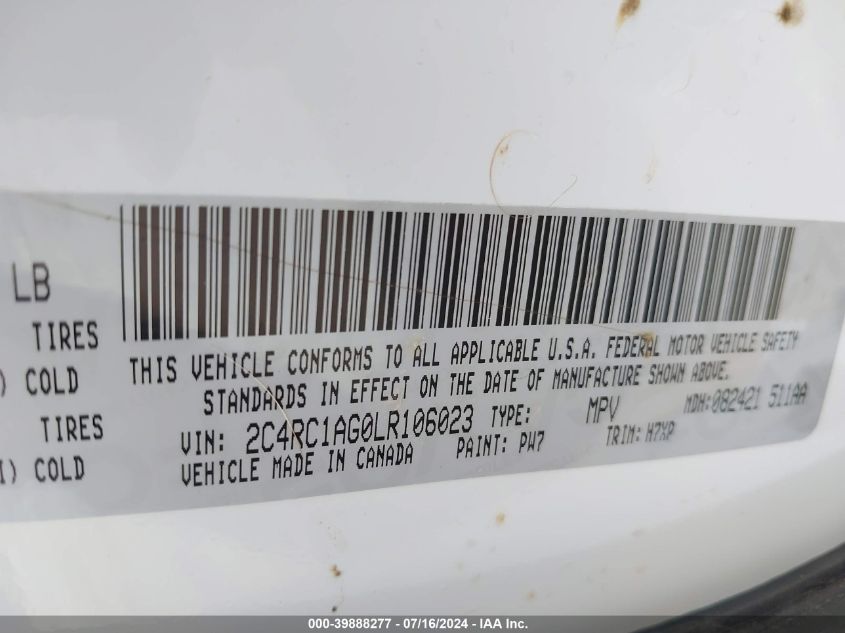 LB
TIRES
) COLD
TIRES
I) COLD
THIS VEHICLE CONFORMS TO ALL APPLICABLE U.S.A. FEDERAL MOTOR VEHICLE SAFETY
STANDARDS IN EFFECT ON THE DATE OF MANUFACTURE SHOWN ABOVE.
VIN: 2C4RC1AG0LR106023 TYPE: MPV MDH:082421 511AA
VEHICLE MADE IN CANADA PAINT: PW7 TRIM: H7XP
000-39888277 - 07/16/2024 - IAA Inc.